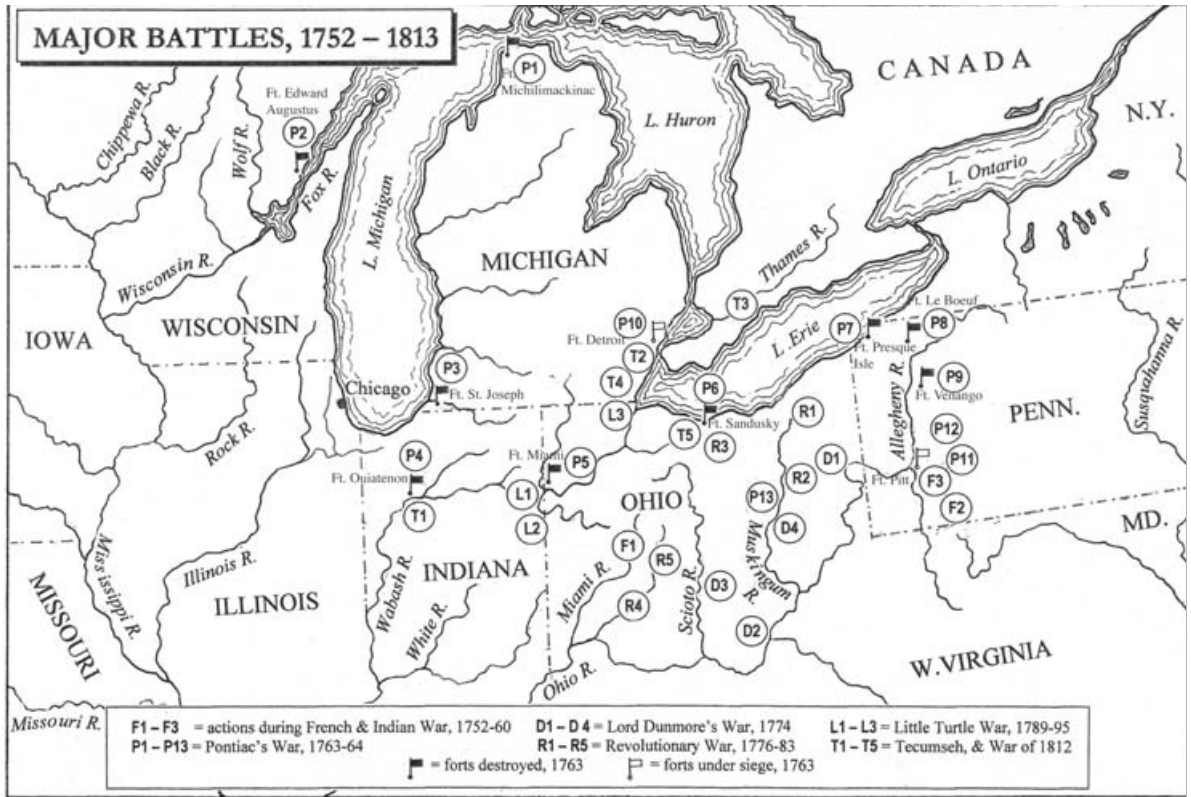 MAJOR BATTLES, 1752 – 1813
CANADA
N.Y.
P1
Ft.
Michilimackinac
Ft. Edward
Augustus
P2
Chippewa R.
Black R.
Wolf R.
Fox R.
L. Huron
L. Michigan
L. Ontario
MICHIGAN
Thames R.
Wisconsin R.
WISCONSIN
IOWA
T3
P10
Ft. Detroit
T2
T4
L3
L. Erie
P7
Ft. Presque
Isle
Ft. Le Boeuf
P8
P9
Ft. Venango
Allegheny R.
Susquahanna R.
PENN.
P3
Ft. St. Joseph
Chicago
P6
Ft. Sandusky
T5
R3
R1
P12
P11
Ft. Pitt
F3
F2
Rock R.
P4
Ft. Ouiatenon
T1
Ft. Miami
P5
L1
L2
OHIO
D1
R2
P13
D4
Muskingum
R.
MD.
Mississippi R.
Illinois R.
MISSOURI
ILLINOIS
INDIANA
Wabash R.
White R.
Miami R.
F1
R5
R4
Scioto R.
D3
D2
Ohio R.
W. VIRGINIA
Missouri R.
F1 – F3 = actions during French & Indian War, 1752-60
P1 – P13 = Pontiac's War, 1763-64
D1 – D 4 = Lord Dunmore's War, 1774
R1 – R5 = Revolutionary War, 1776-83
L1 – L3 = Little Turtle War, 1789-95
T1 – T5 = Tecumseh, & War of 1812
= forts destroyed, 1763
= forts under siege, 1763